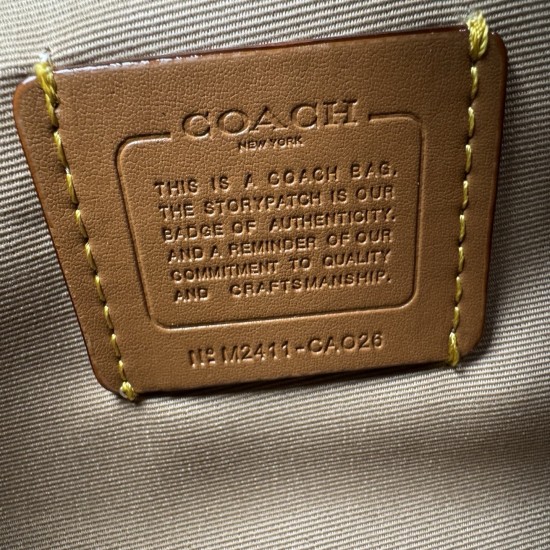 COACH
NEW YORK
THIS IS A COACH BAG.
THE STORYPATCH IS OUR
BADGE OF AUTHENTICITY.
AND A REMINDER OF OUR
COMMITMENT TO QUALITY
AND CRAFTSMANSHIP.
Nº M2411-CAO26